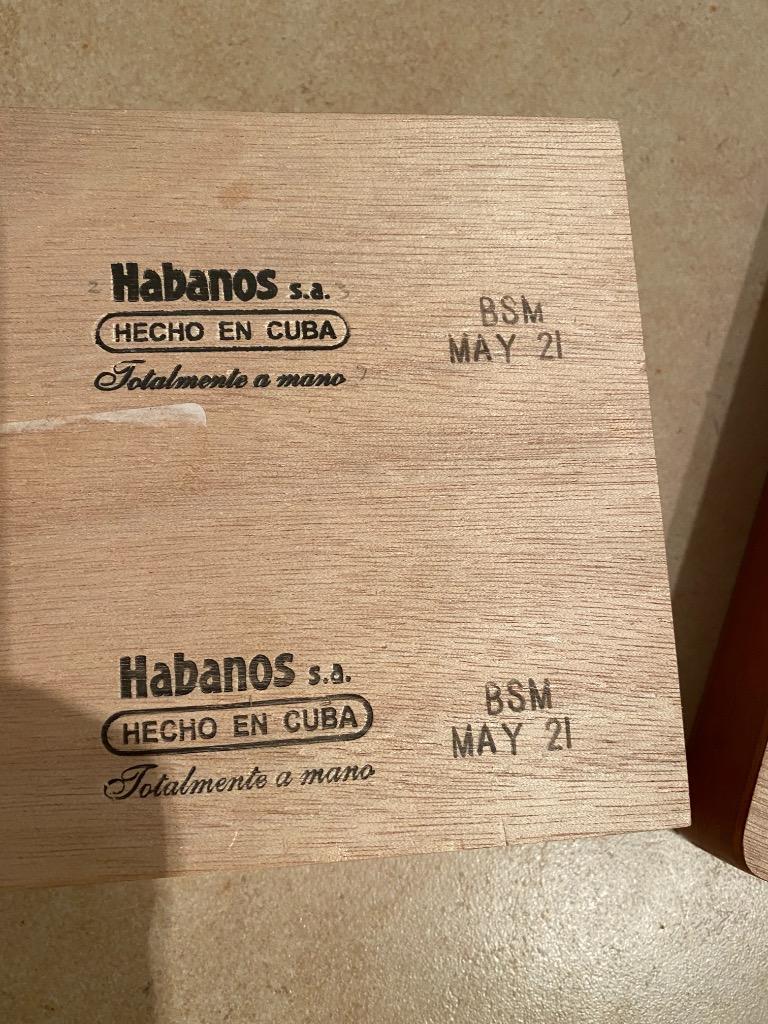 Habanos s.a.
HECHO EN CUBA
Totalmente a mano
BSM
MAY 21
Habanos s.a.
HECHO EN CUBA
Totalmente a mano
BSM
MAY 21